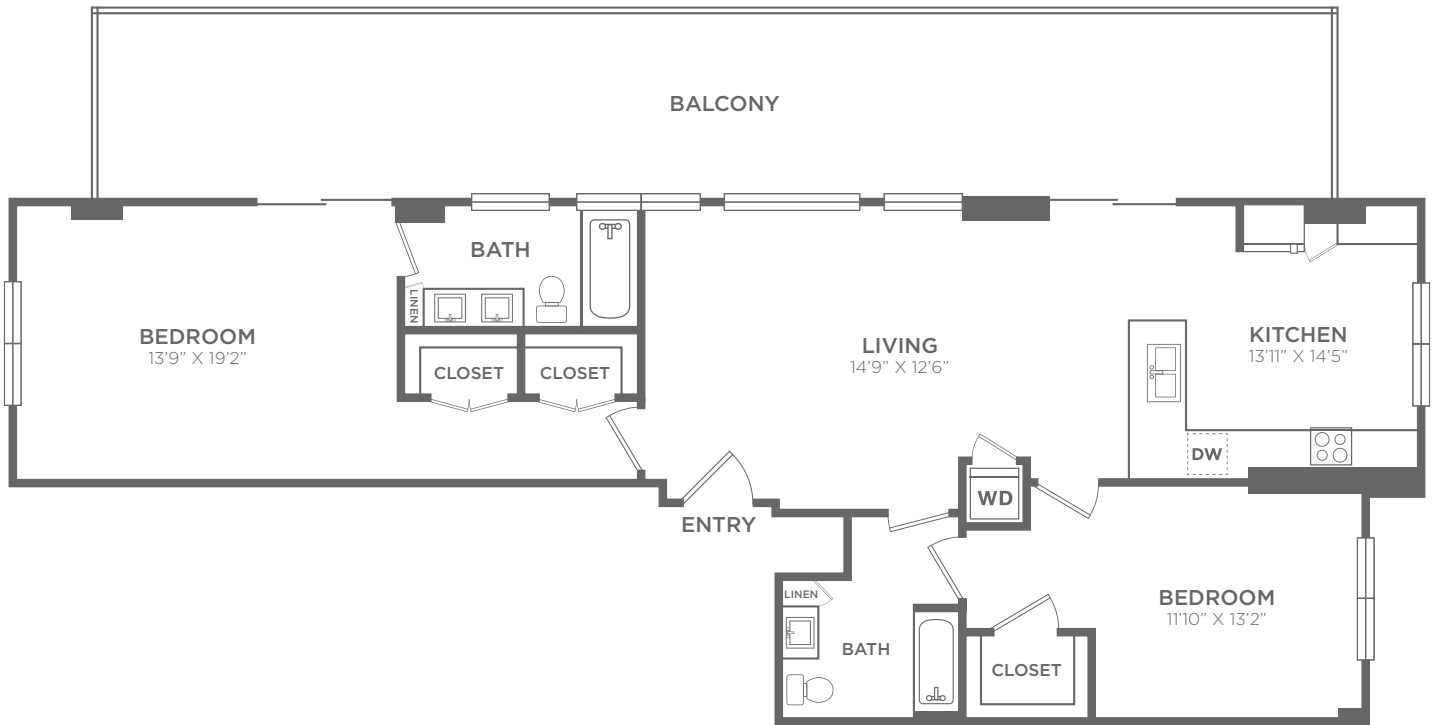 BALCONY
BATH
LINEN
BEDROOM
13'9” X 19'2”
CLOSET
CLOSET
LIVING
14'9” X 12'6”
KITCHEN
13'11” X 14'5”
DW
WD
ENTRY
LINEN
BATH
CLOSET
BEDROOM
11'10” X 13'2”